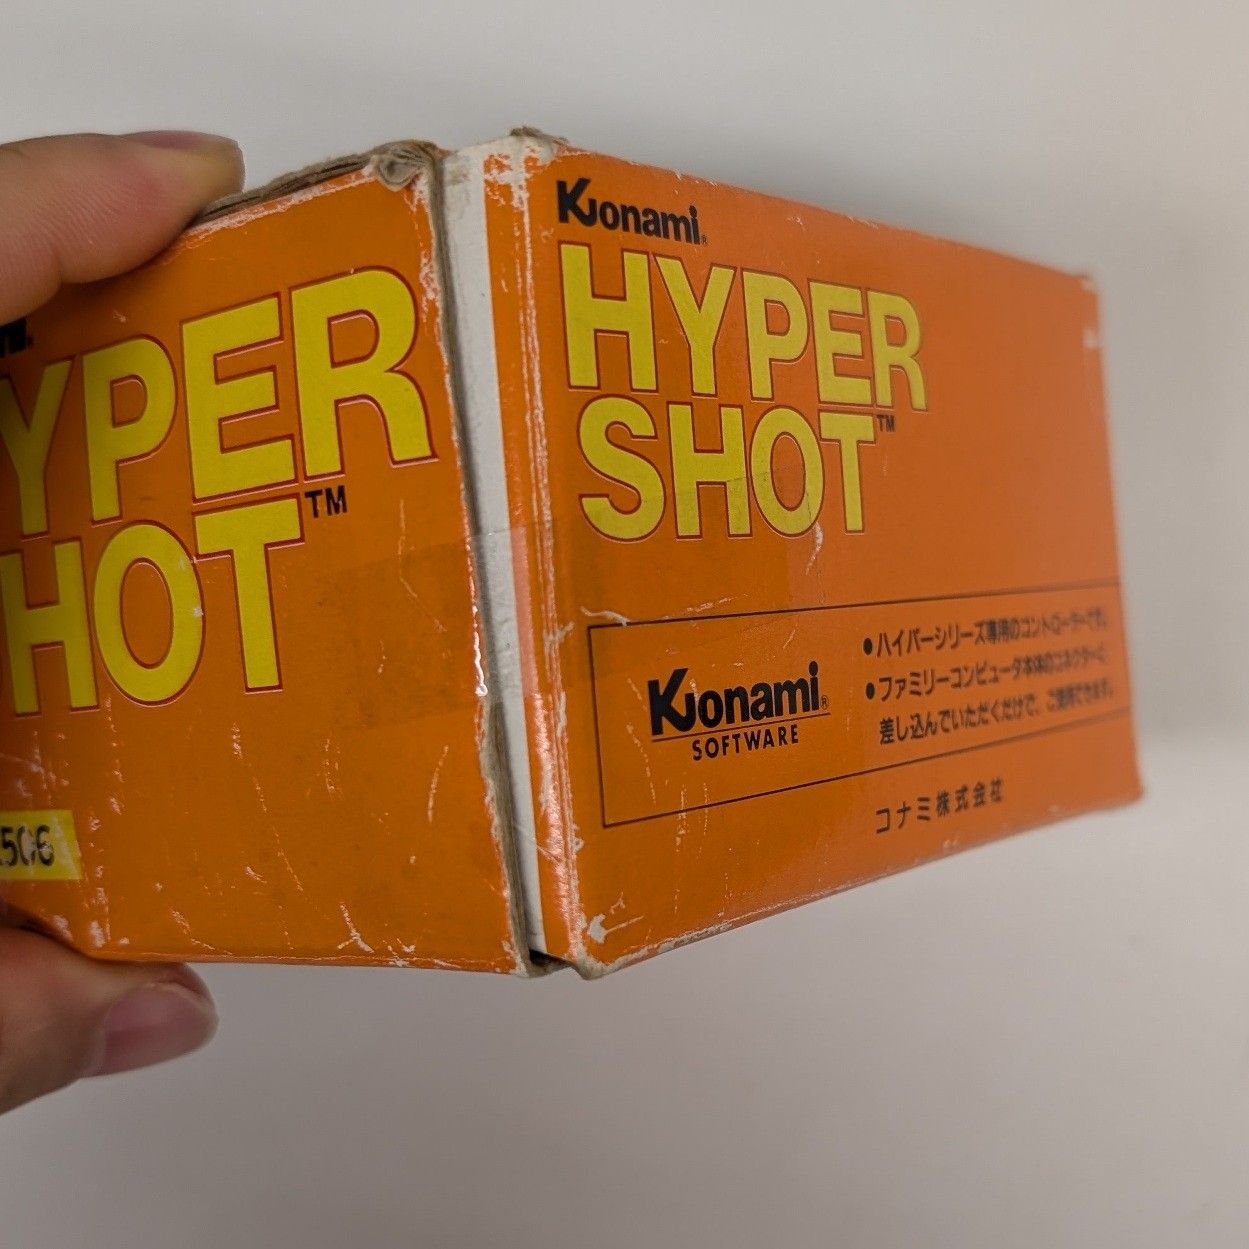 YPER
HOT™
506
Konami®
HYPER
SHOT™
Konami®
SOFTWARE
●ハイパーシリーズ専用のコントローラーです。
●ファミリーコンピュータ本体のコネクターに、
差し込んでいただくだけで、ご使用できます。
コナミ株式会社